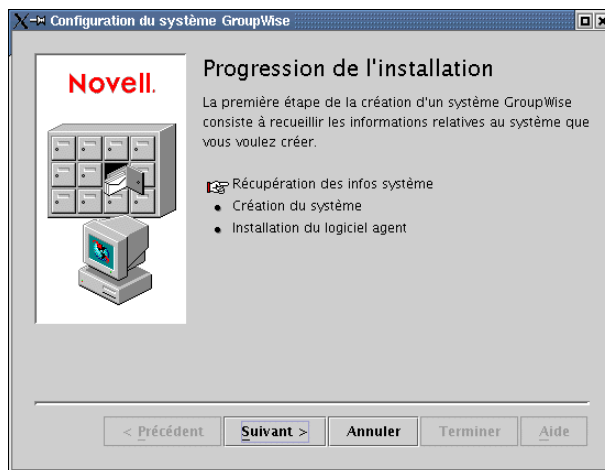 Configuration du système GroupWise
Novell.
Progression de l'installation
La première étape de la création d'un système GroupWise
consiste à recueillir les informations relatives au système que
vous voulez créer.
Récupération des infos système
Création du système
Installation du logiciel agent
< Précédent
Suivant >
Annuler
Terminer
Aide